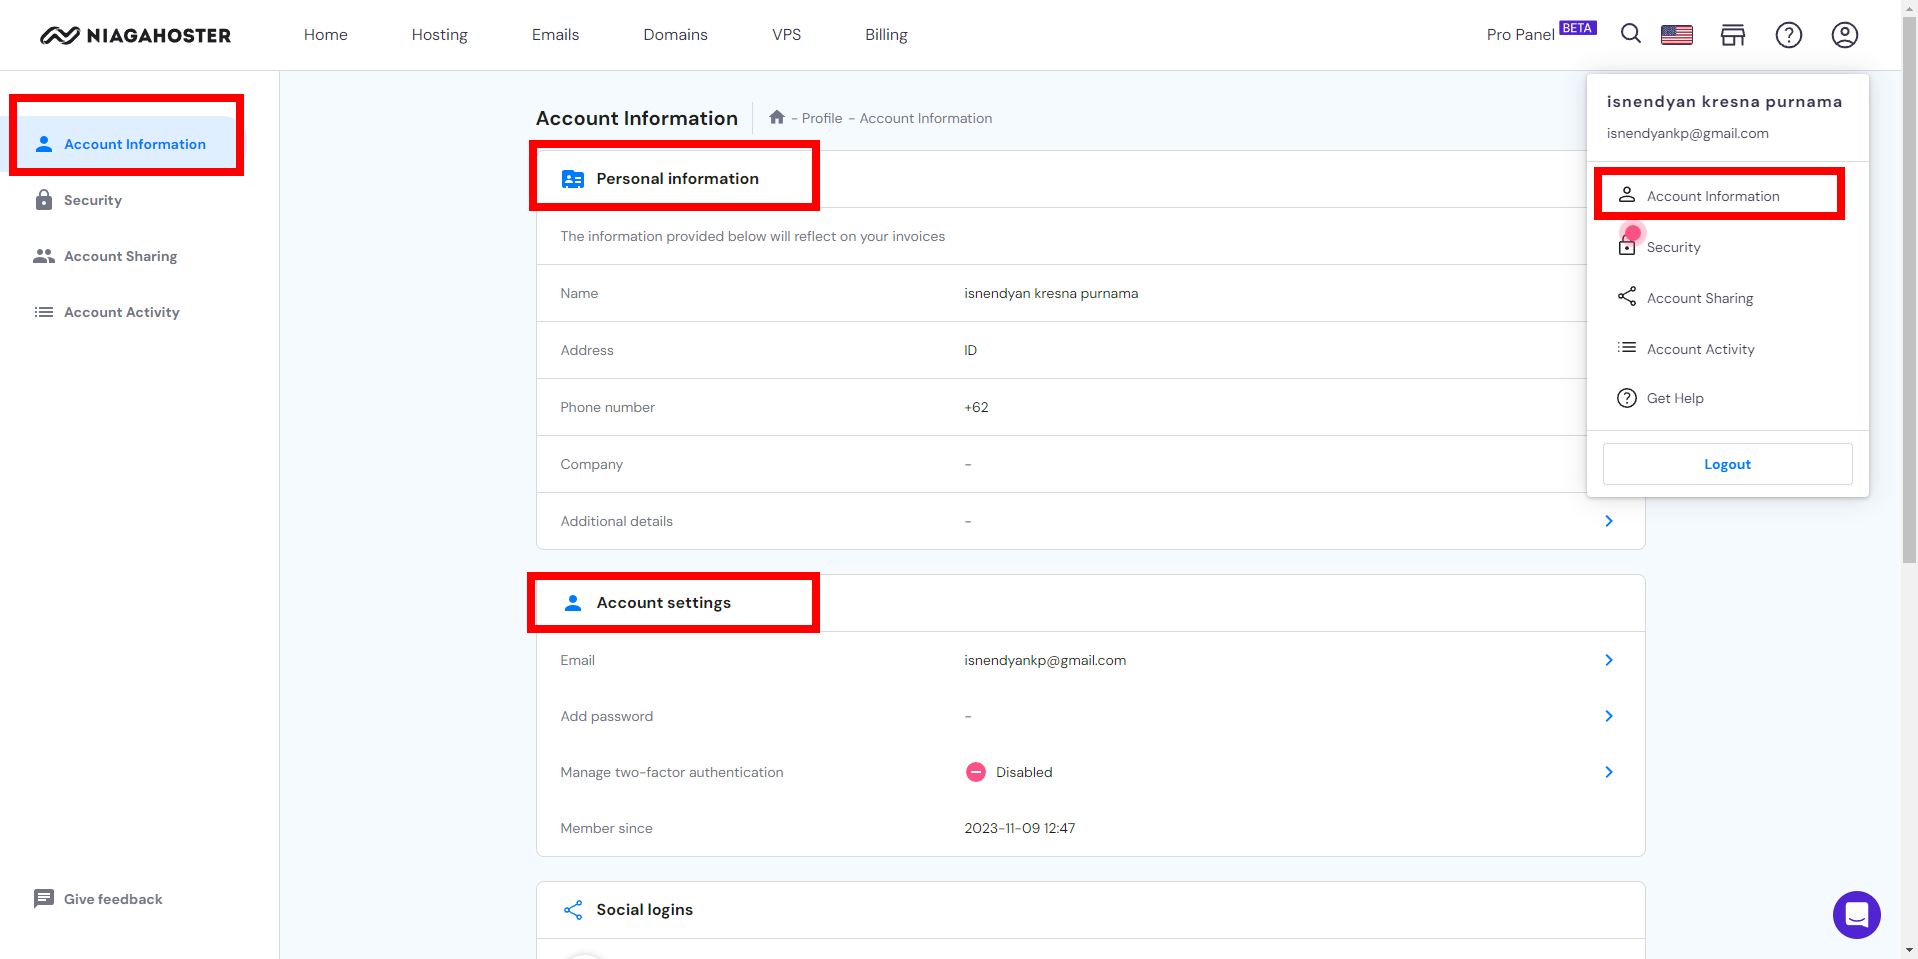 NIAGAHOSTER
Home
Hosting
Emails
Domains
VPS
Billing
Pro Panel BETA
Account Information
Security
Account Sharing
Account Activity
Give feedback
Account Information
- Profile - Account Information
Personal information
The information provided below will reflect on your invoices
Name isnendyan kresna purnama
Address ID
Phone number +62
Company -
Additional details -
Account settings
Email isnendyankp@gmail.com
Add password -
Manage two-factor authentication Disabled
Member since 2023-11-09 12:47
Social logins
isnendyan kresna purnama
isnendyankp@gmail.com
Account Information
Security
Account Sharing
Account Activity
Get Help
Logout